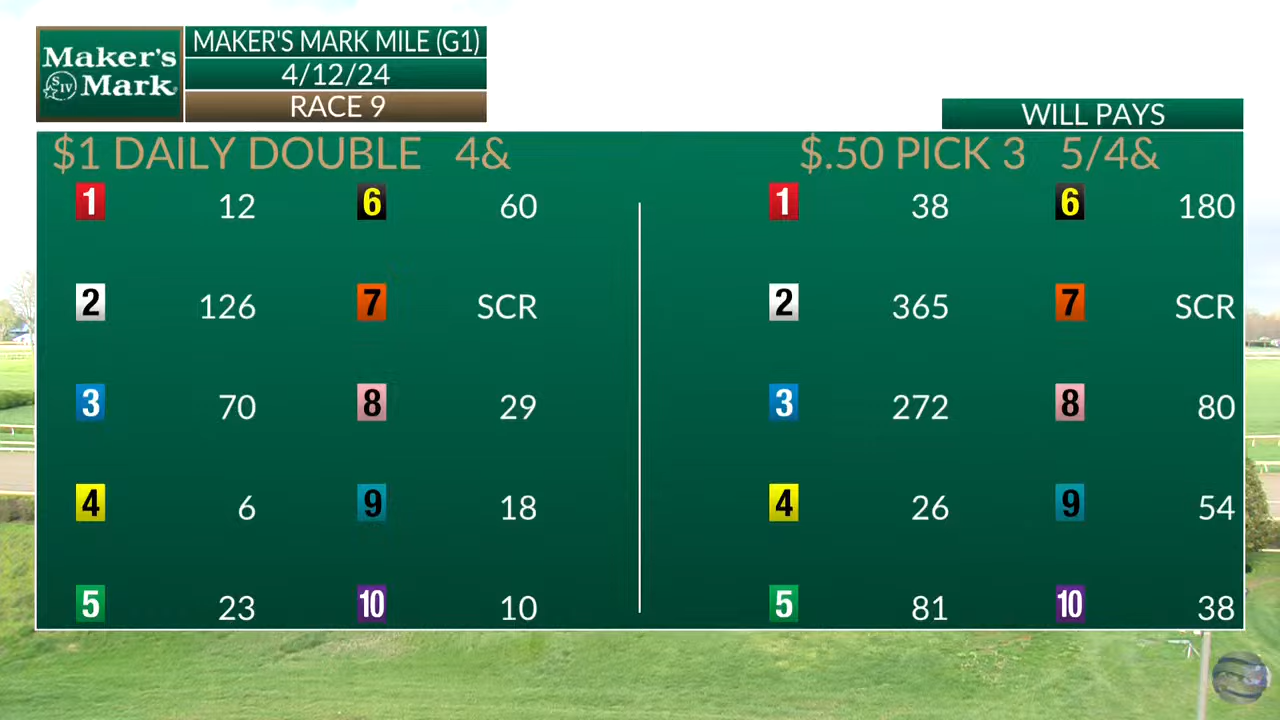 Maker's
S IV
Mark
MAKER'S MARK MILE (G1)
4/12/24
RACE 9
WILL PAYS
$1 DAILY DOUBLE 4&
$.50 PICK 3 5/4&
1 12 6 60
2 126 7 SCR
3 70 8 29
4 6 9 18
5 23 10 10
1 38 6 180
2 365 7 SCR
3 272 8 80
4 26 9 54
5 81 10 38